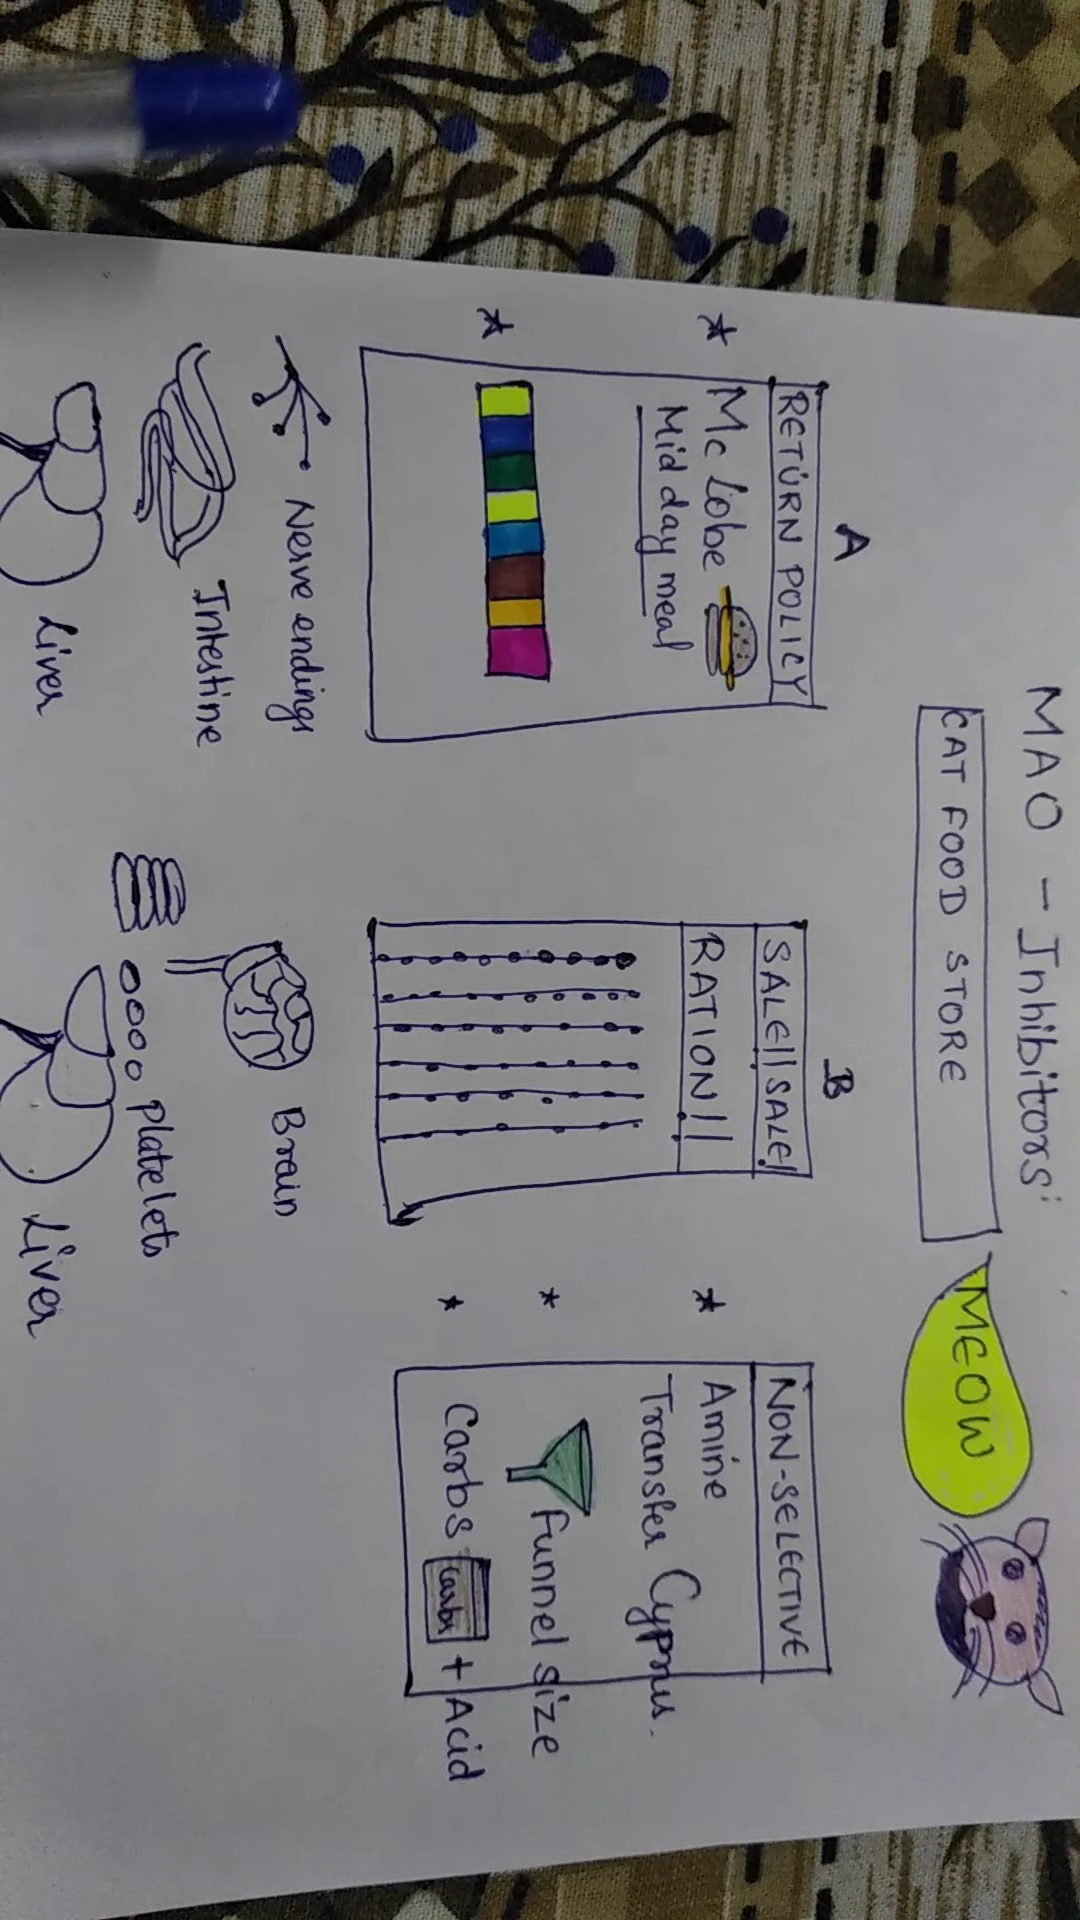 MAO - Inhibitors:
CAT FOOD STORE
MEOW
A
RETURN POLICY
* Mc Lobe
Mid day meal
*
Nerve endings
Intestine
Liver
B
SALE!! SALE!
RATION!!
Brain
Platelets
Liver
NON-SELECTIVE
* Amine
Transfer Cyprus.
* Funnel size
* Carbs Carbs + Acid